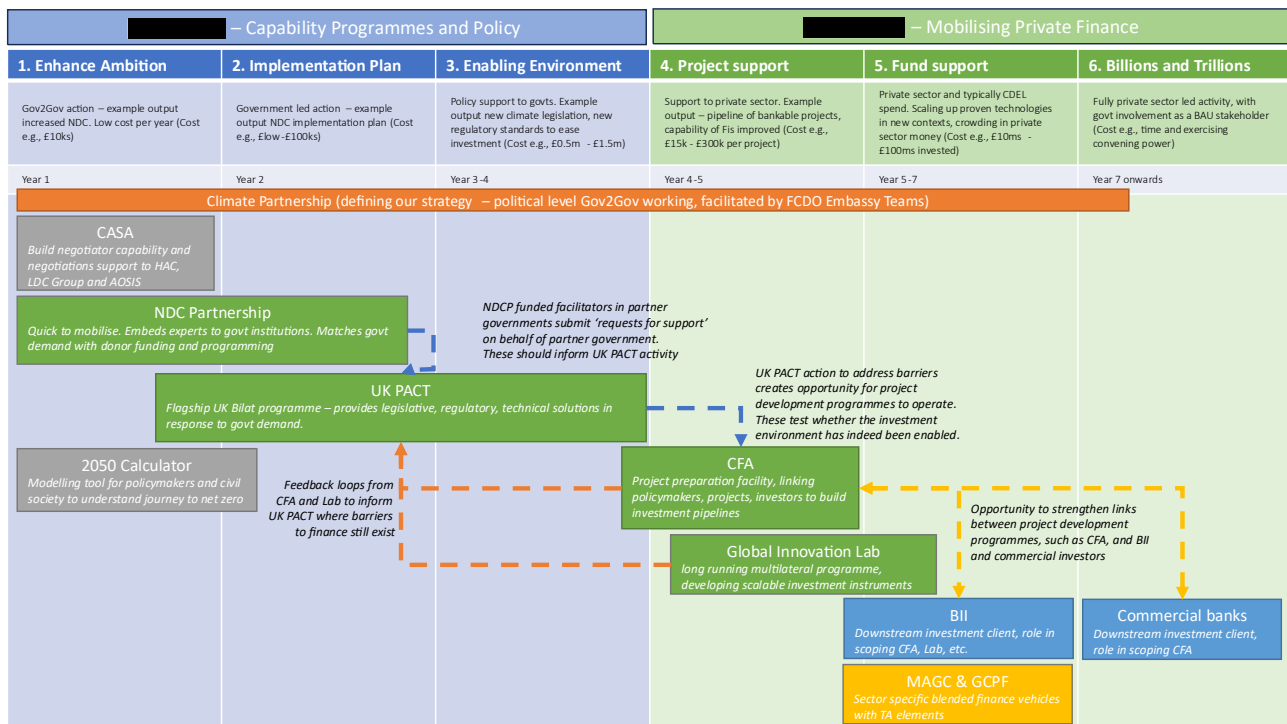 – Capability Programmes and Policy
– Mobilising Private Finance
1. Enhance Ambition
2. Implementation Plan
3. Enabling Environment
4. Project support
5. Fund support
6. Billions and Trillions
Gov2Gov action – example output
increased NDC. Low cost per year (Cost
e.g., £10ks)
Government led action – example
output NDC implementation plan (Cost
e.g., £low-£100ks)
Policy support to govts. Example
output new climate legislation, new
regulatory standards to ease
investment (Cost e.g., £0.5m - £1.5m)
Support to private sector. Example
output – pipeline of bankable projects,
capability of Fis improved (Cost e.g.,
£15k - £300k per project)
Private sector and typically CDEL
spend. Scaling up proven technologies
in new contexts, crowding in private
sector money (Cost e.g., £10ms -
£100ms invested)
Fully private sector led activity, with
govt involvement as a BAU stakeholder
(Cost e.g., time and exercising
convening power)
Year 1
Year 2
Year 3-4
Year 4-5
Year 5-7
Year 7 onwards
Climate Partnership (defining our strategy – political level Gov2Gov working, facilitated by FCDO Embassy Teams)
CASA
Build negotiator capability and
negotiations support to HAC,
LDC Group and AOSIS
NDC Partnership
Quick to mobilise. Embeds experts to govt institutions. Matches govt
demand with donor funding and programming
NDCP funded facilitators in partner
governments submit ‘requests for support’
on behalf of partner government.
These should inform UK PACT activity
UK PACT
Flagship UK Bilat programme – provides legislative, regulatory, technical solutions in
response to govt demand.
UK PACT action to address barriers
creates opportunity for project
development programmes to operate.
These test whether the investment
environment has indeed been enabled.
2050 Calculator
Modelling tool for policymakers and civil
society to understand journey to net zero
Feedback loops from
CFA and Lab to inform
UK PACT where barriers
to finance still exist
CFA
Project preparation facility, linking
policymakers, projects, investors to build
investment pipelines
Opportunity to strengthen links
between project development
programmes, such as CFA, and BII
and commercial investors
Global Innovation Lab
long running multilateral programme,
developing scalable investment instruments
BII
Downstream investment client, role in
scoping CFA, Lab, etc.
Commercial banks
Downstream investment client,
role in scoping CFA
MAGC & GCPF
Sector specific blended finance vehicles
with TA elements